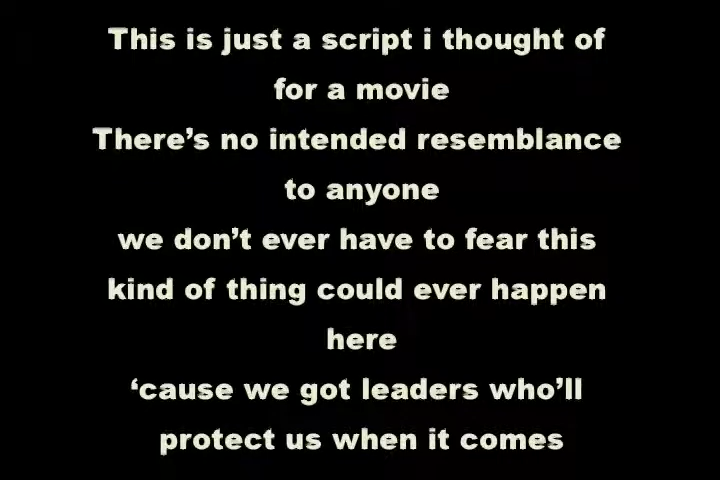 This is just a script i thought of
for a movie
There’s no intended resemblance
to anyone
we don’t ever have to fear this
kind of thing could ever happen
here
‘cause we got leaders who’ll
protect us when it comes